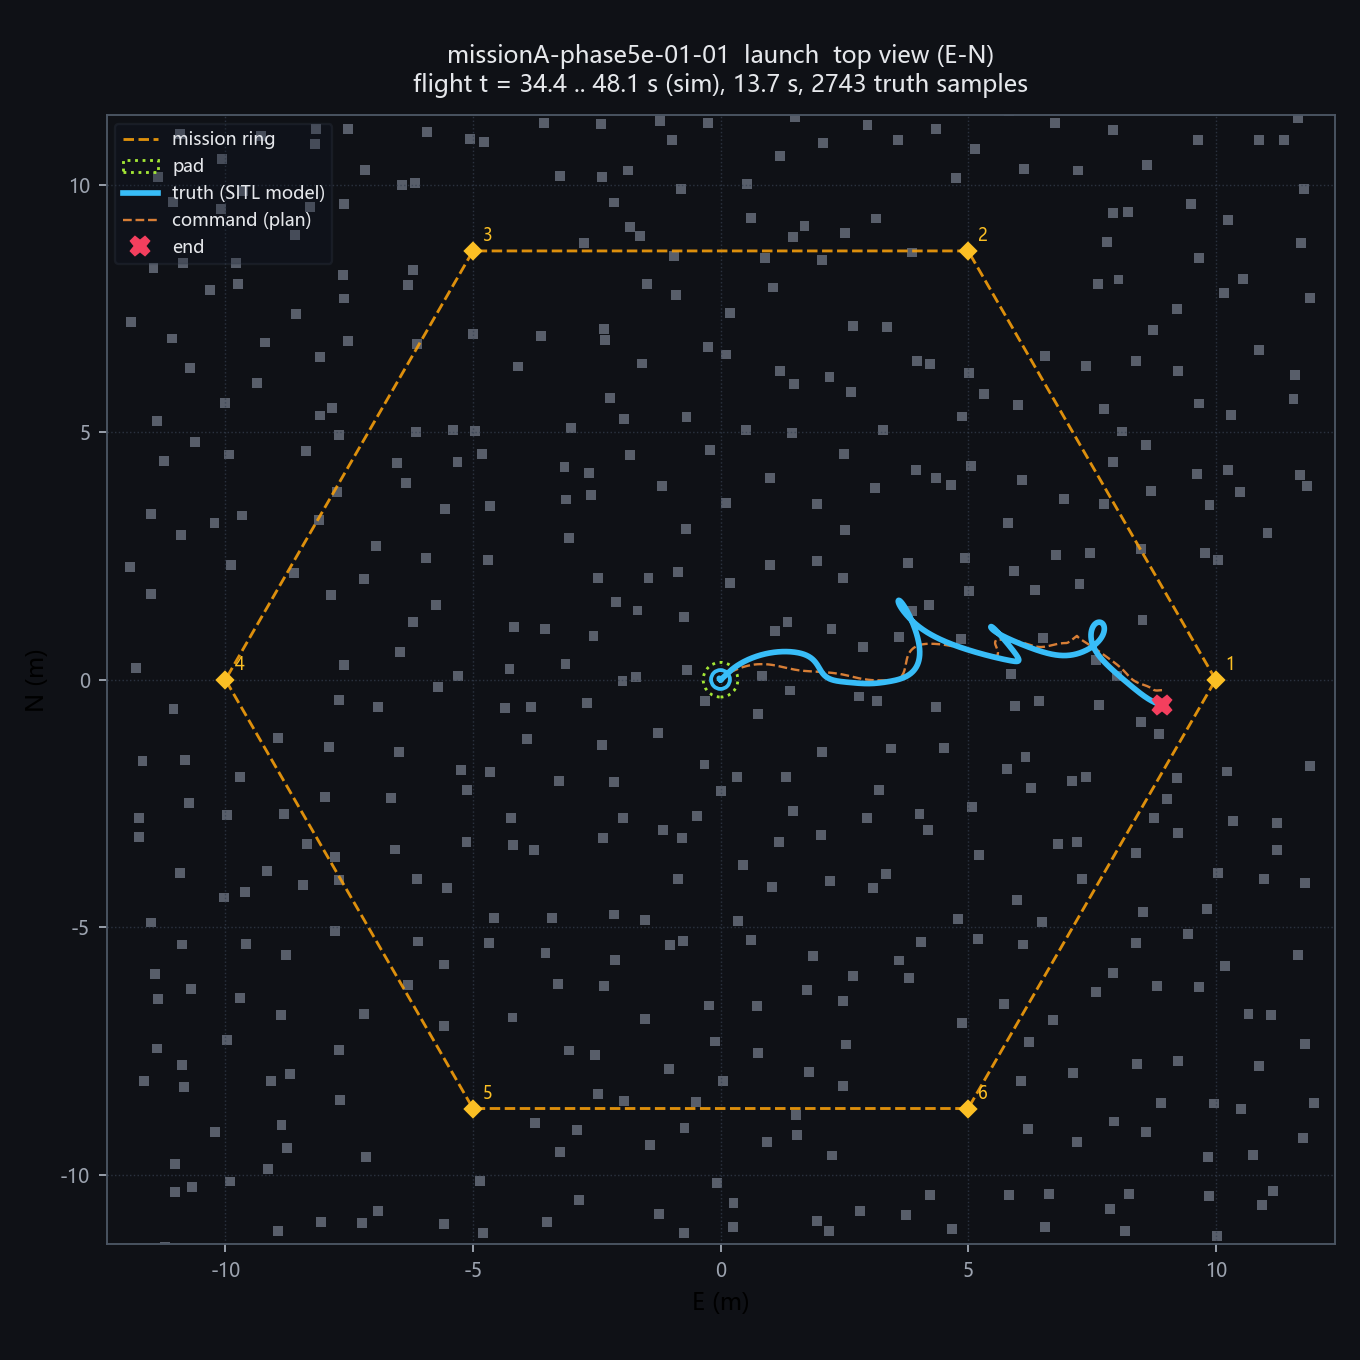 missionA-phase5e-01-01 launch top view (E-N)
flight t = 34.4 .. 48.1 s (sim), 13.7 s, 2743 truth samples
mission ring
pad
truth (SITL model)
command (plan)
end
10
5
0
-5
-10
N (m)
3
2
4
1
5
6
-10
-5
0
5
10
E (m)